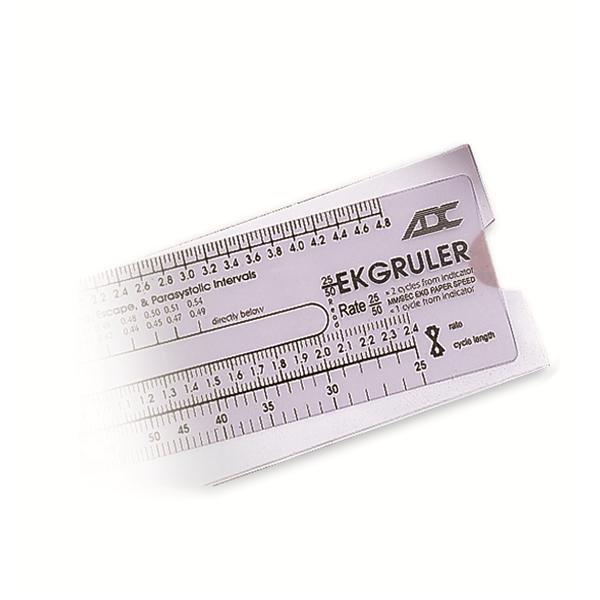 ADC
2.2 2.4 2.6 2.8 3.0 3.2 3.4 3.6 3.8 4.0 4.2 4.4 4.6 4.8
Escape, & Parasystolic Intervals
0.48 0.50 0.51 0.54
0.44 0.45 0.47 0.49
directly below
25
50
EKGRULER
Rate 25
50
2 cycles from indicator
MM/SEC EKG PAPER SPEED
1 cycle from indicator
1.2 1.3 1.4 1.5 1.6 1.7 1.8 1.9 2.0 2.1 2.2 2.3 2.4
rate
cycle length
50 45 40 35 30 25